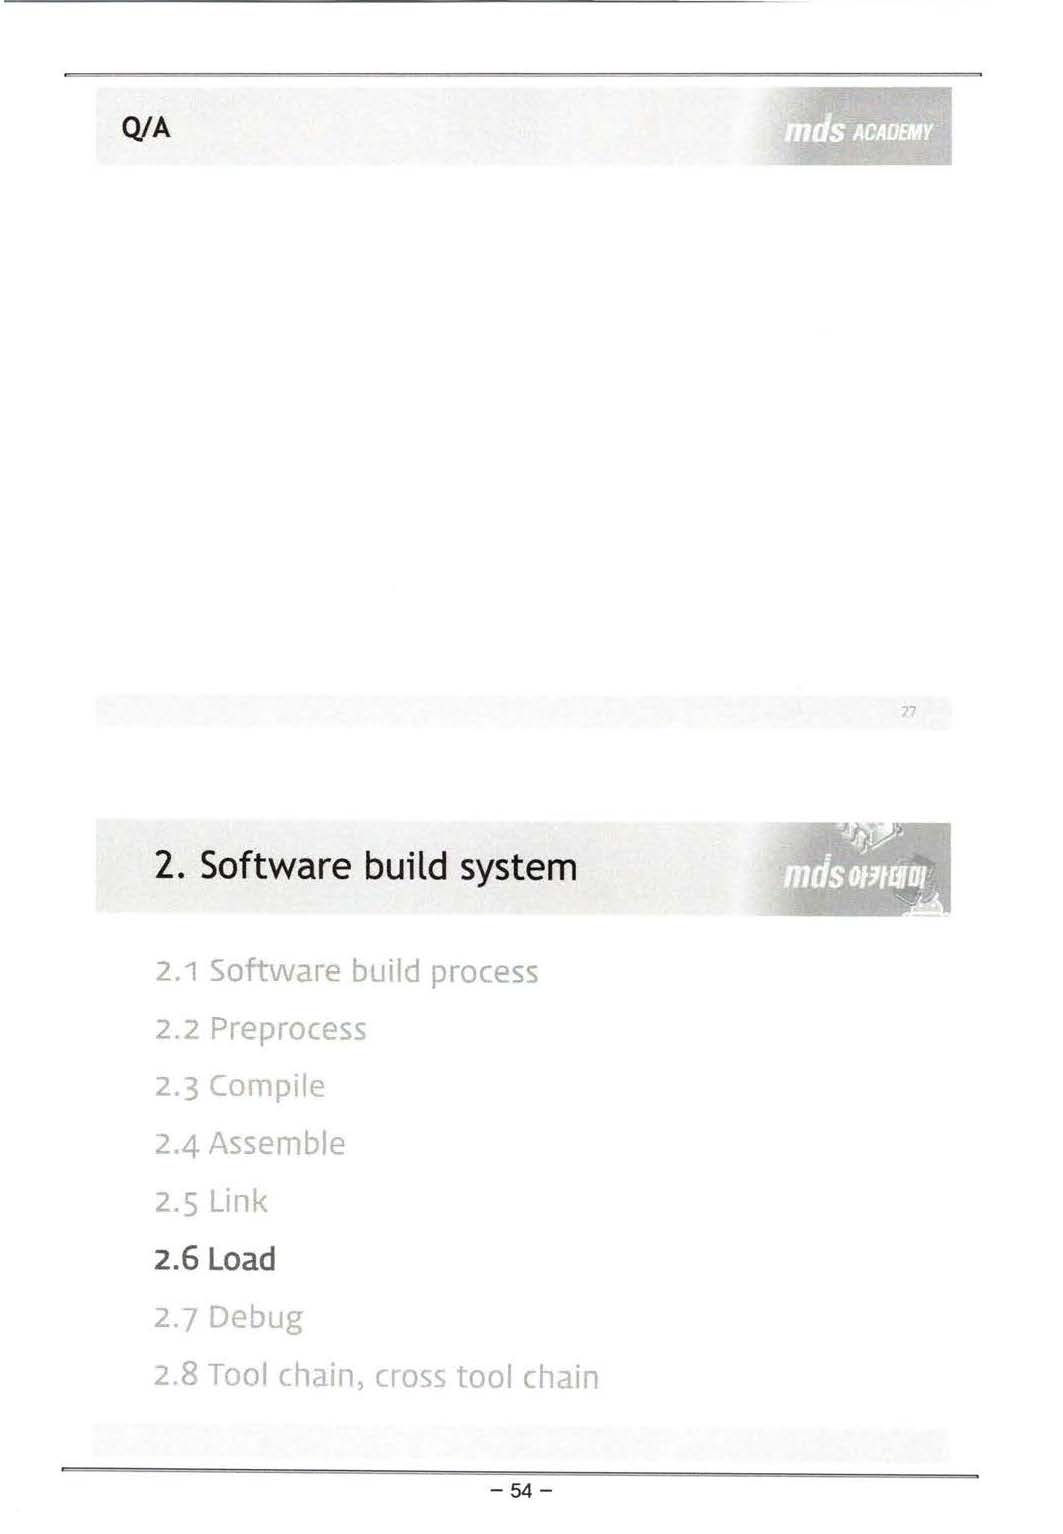 Q/A
mds ACADEMY
27
2. Software build system
mds 아카데미
2.1 Software build process
2.2 Preprocess
2.3 Compile
2.4 Assemble
2.5 Link
2.6 Load
2.7 Debug
2.8 Tool chain, cross tool chain
- 54 -